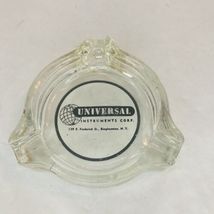 UNIVERSAL
INSTRUMENTS CORP.
139 E. Frederick St., Binghamton, N. Y.